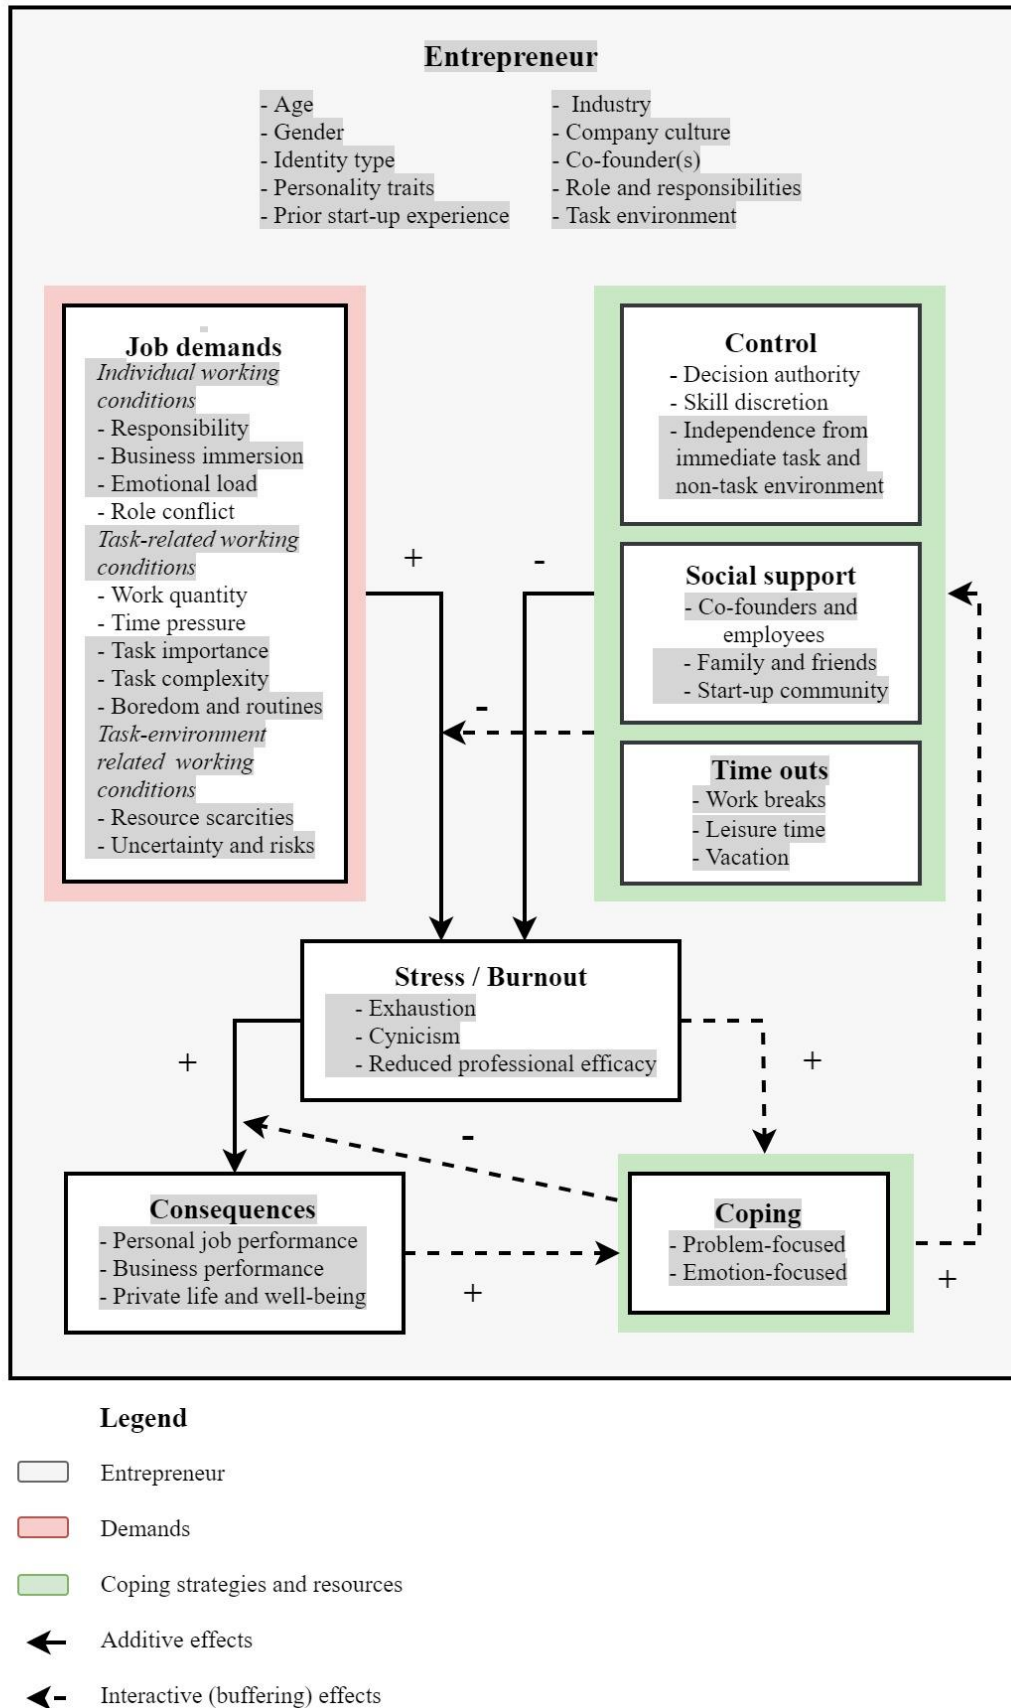 Entrepreneur
- Age
- Gender
- Identity type
- Personality traits
- Prior start-up experience
- Industry
- Company culture
- Co-founder(s)
- Role and responsibilities
- Task environment
Job demands
Individual working
conditions
- Responsibility
- Business immersion
- Emotional load
- Role conflict
Task-related working
conditions
- Work quantity
- Time pressure
- Task importance
- Task complexity
- Boredom and routines
Task-environment
related working
conditions
- Resource scarcities
- Uncertainty and risks
+
-
-
Control
- Decision authority
- Skill discretion
- Independence from
immediate task and
non-task environment
Social support
- Co-founders and
employees
- Family and friends
- Start-up community
Time outs
- Work breaks
- Leisure time
- Vacation
Stress / Burnout
- Exhaustion
- Cynicism
- Reduced professional efficacy
+
+
-
Consequences
- Personal job performance
- Business performance
- Private life and well-being
+
Coping
- Problem-focused
- Emotion-focused
+
Legend
Entrepreneur
Demands
Coping strategies and resources
Additive effects
Interactive (buffering) effects